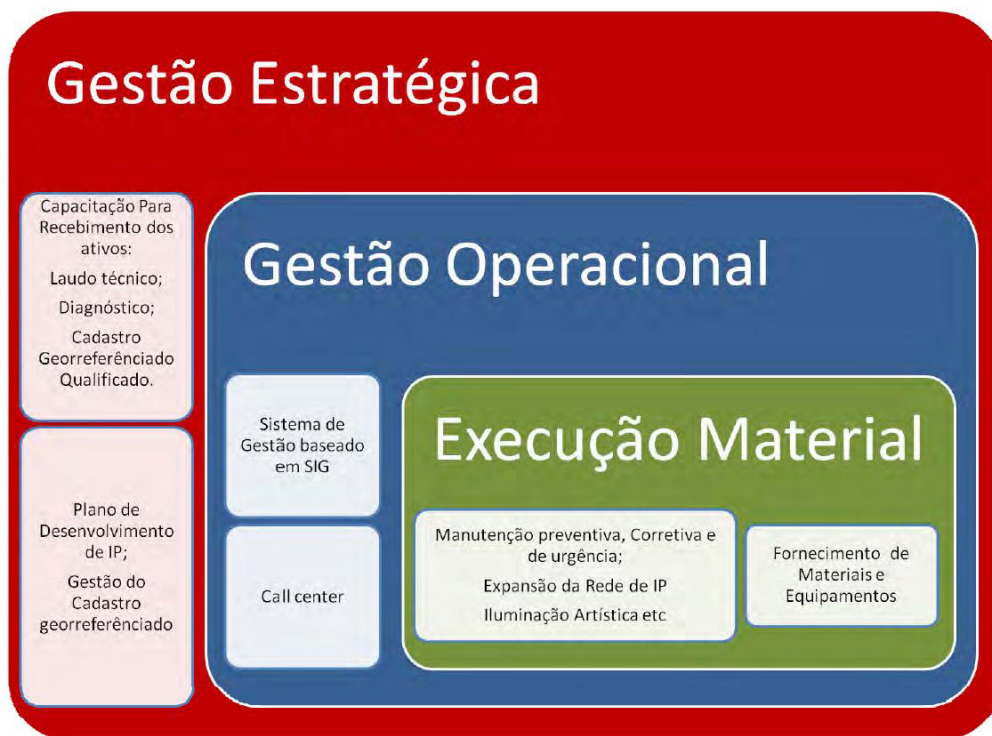 Gestão Estratégica
Capacitação Para
Recebimento dos
ativos:
Laudo técnico;
Diagnóstico;
Cadastro
Georreferênciado
Qualificado.
Plano de
Desenvolvimento
de IP;
Gestão do
Cadastro
georreferênciado
Gestão Operacional
Sistema de
Gestão baseado
em SIG
Call center
Execução Material
Manutenção preventiva, Corretiva e
de urgência;
Expansão da Rede de IP
Iluminação Artística etc
Fornecimento de
Materiais e
Equipamentos